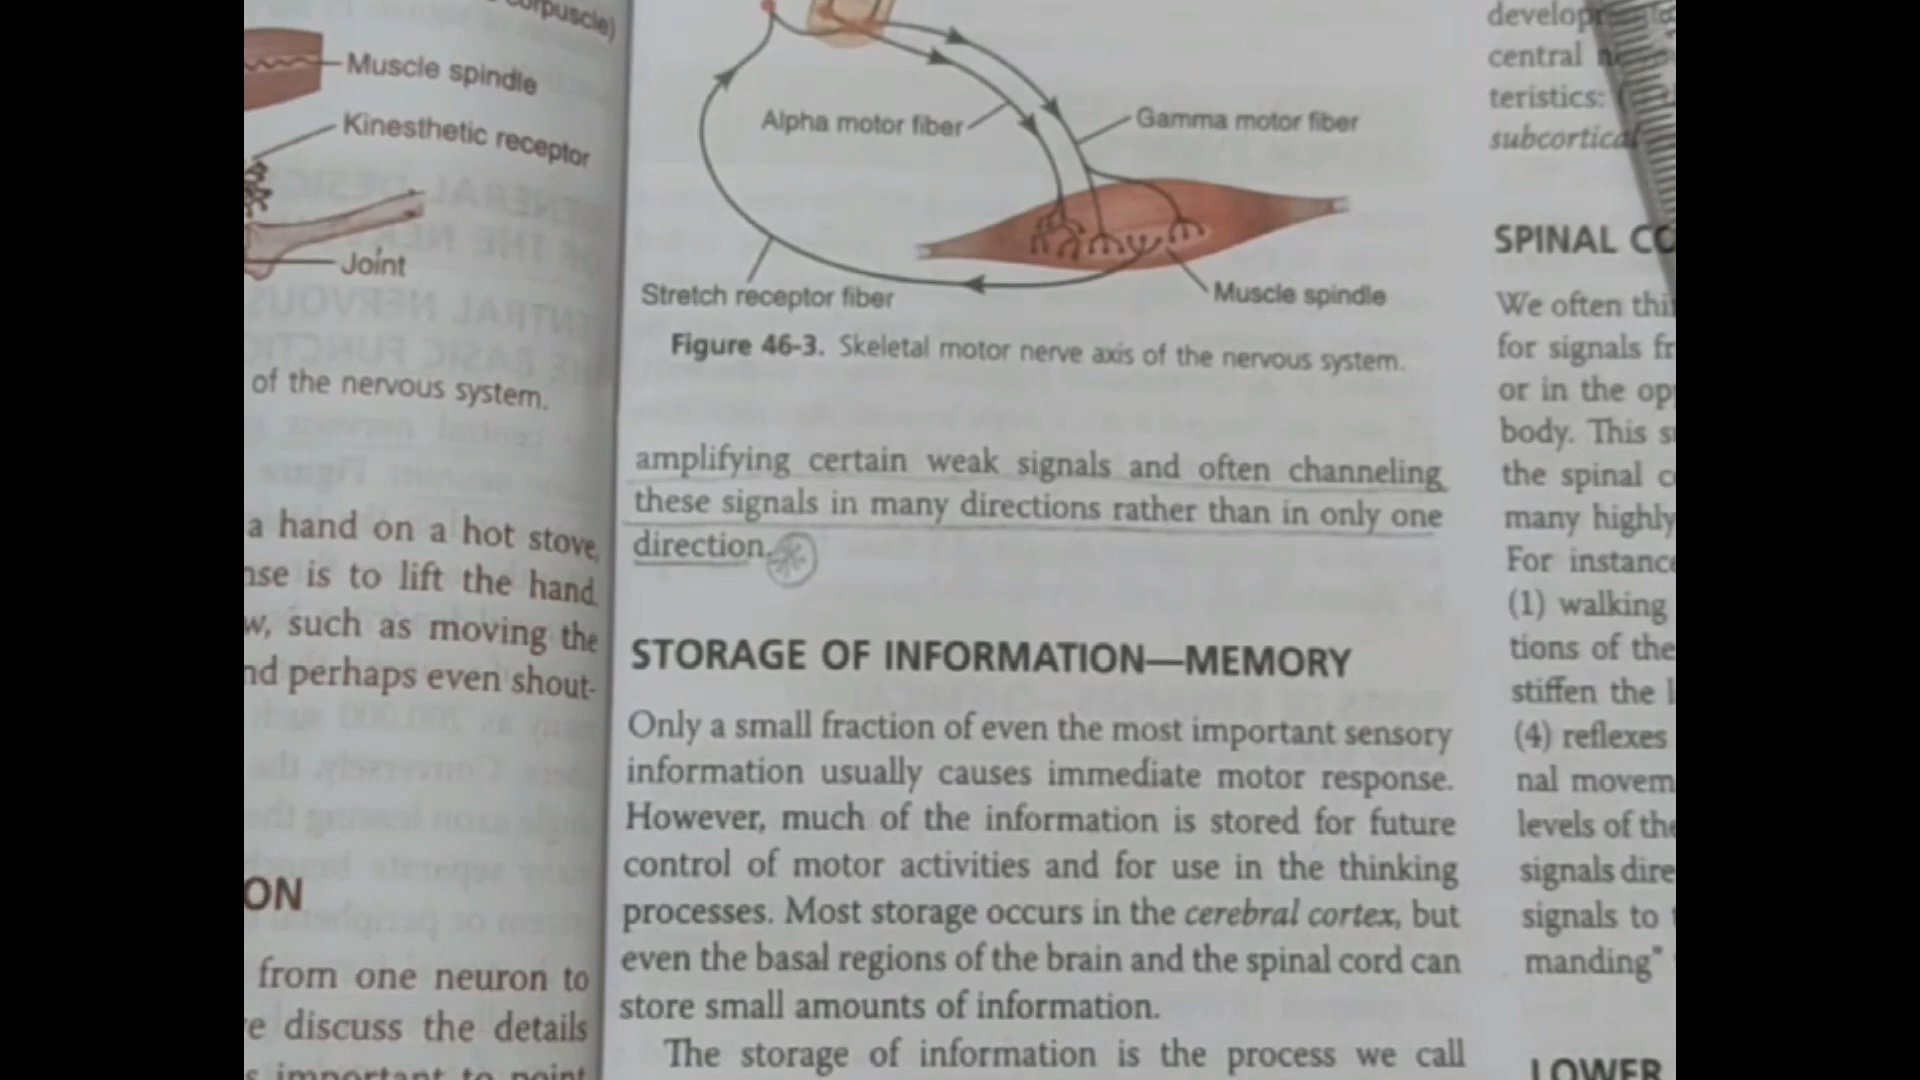 corpuscle)
Muscle spindle
Kinesthetic receptor
Joint
of the nervous system.
a hand on a hot stove,
is to lift the hand
such as moving the
perhaps even shout-
from one neuron to
discuss the details
important to point
Alpha motor fiber
Gamma motor fiber
Stretch receptor fiber
Muscle spindle
Figure 46-3. Skeletal motor nerve axis of the nervous system.
amplifying certain weak signals and often channeling
these signals in many directions rather than in only one
direction.
STORAGE OF INFORMATION—MEMORY
Only a small fraction of even the most important sensory
information usually causes immediate motor response.
However, much of the information is stored for future
control of motor activities and for use in the thinking
processes. Most storage occurs in the cerebral cortex, but
even the basal regions of the brain and the spinal cord can
store small amounts of information.
The storage of information is the process we call
central
teristics:
subcortical
SPINAL
We often
for signals
or in the
body. This
the spinal
many highly
For instance
(1) walking
tions of the
stiffen the
(4) reflexes
nal
levels of the
signals
signals to
manding"
LOWER